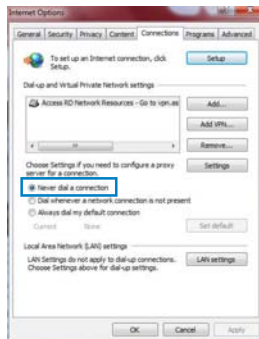 Internet Options
General Security Privacy Content Connections Programs Advanced
To set up an Internet connection, click
Setup.
Setup
Dial-up and Virtual Private Network settings
Access RD Network Resources - Go to vpn.as
Add...
Add VPN...
Remove...
Choose Settings if you need to configure a proxy
server for a connection.
Settings
Never dial a connection
Dial whenever a network connection is not present
Always dial my default connection
Current None
Set default
Local Area Network (LAN) settings
LAN Settings do not apply to dial-up connections.
Choose Settings above for dial-up settings.
LAN settings
OK Cancel Apply